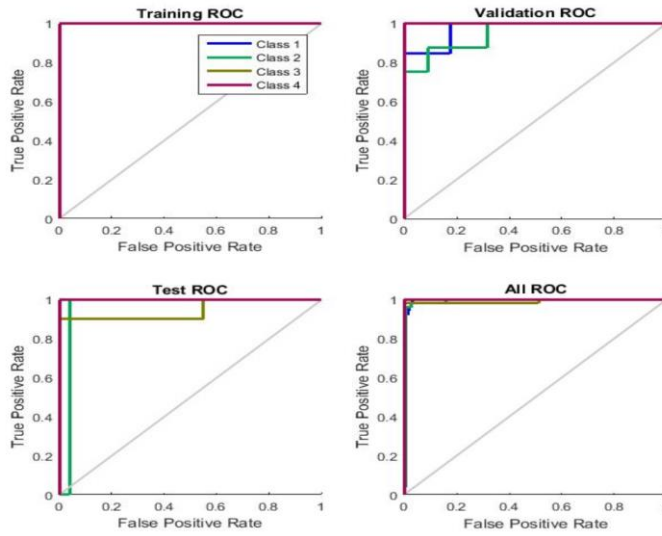 Training ROC
True Positive Rate
1
0.8
0.6
0.4
0.2
0
Class 1
Class 2
Class 3
Class 4
0 0.2 0.4 0.6 0.8 1
False Positive Rate
Validation ROC
True Positive Rate
1
0.8
0.6
0.4
0.2
0
0 0.2 0.4 0.6 0.8 1
False Positive Rate
Test ROC
True Positive Rate
1
0.8
0.6
0.4
0.2
0
0 0.2 0.4 0.6 0.8 1
False Positive Rate
All ROC
True Positive Rate
1
0.8
0.6
0.4
0.2
0
0 0.2 0.4 0.6 0.8 1
False Positive Rate